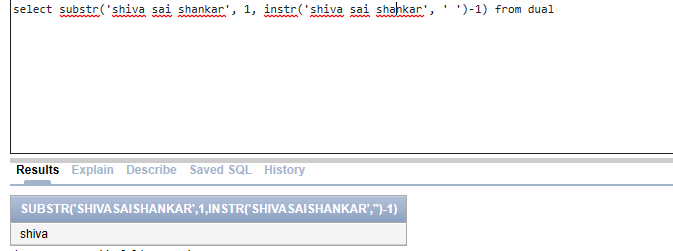 select substr('shiva sai shankar', 1, instr('shiva sai shankar', ' ')-1) from dual
Results Explain Describe Saved SQL History
SUBSTR('SHIVASAISHANKAR',1,INSTR('SHIVASAISHANKAR','')-1)
shiva